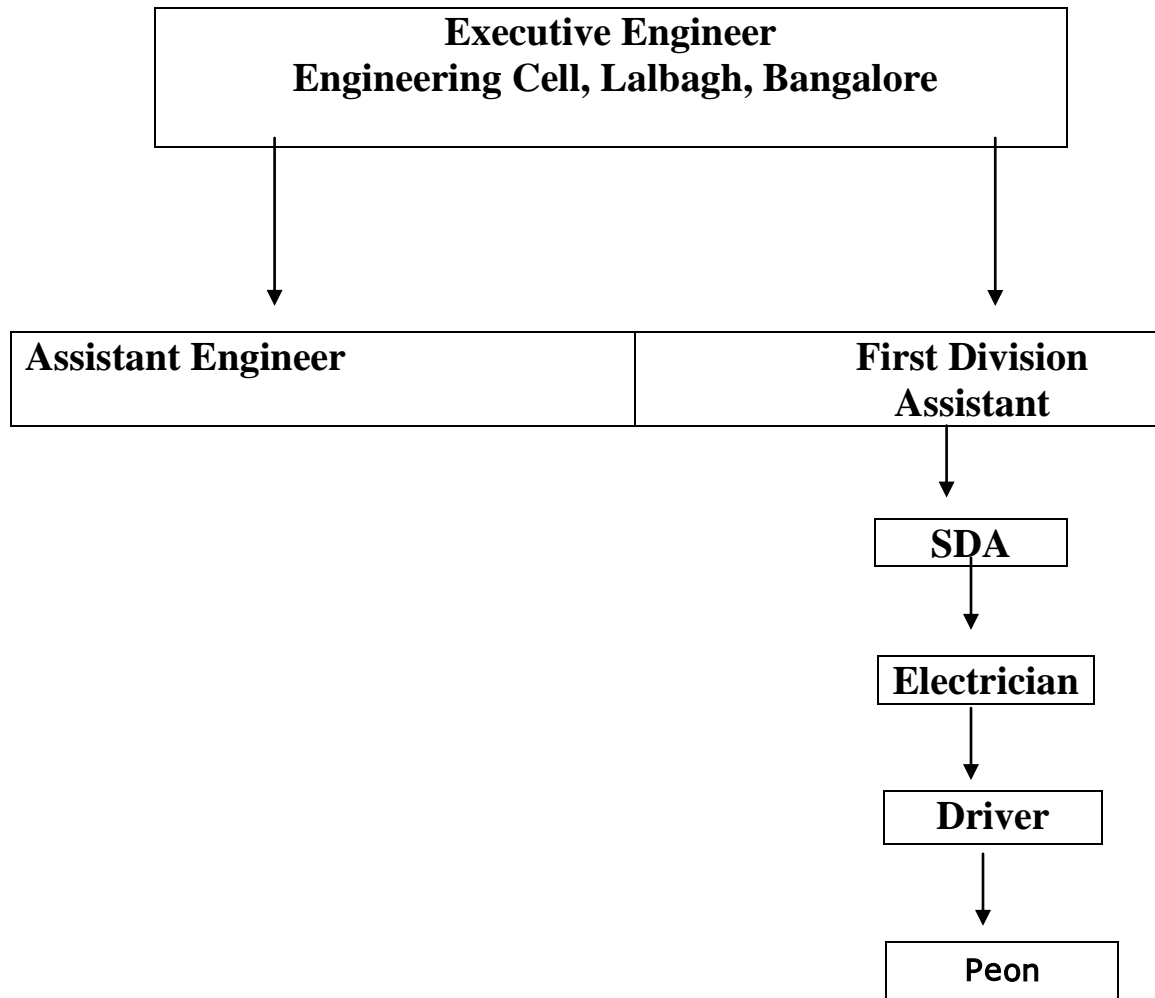 Executive Engineer
Engineering Cell, Lalbagh, Bangalore
Assistant Engineer
First Division
Assistant
SDA
Electrician
Driver
Peon